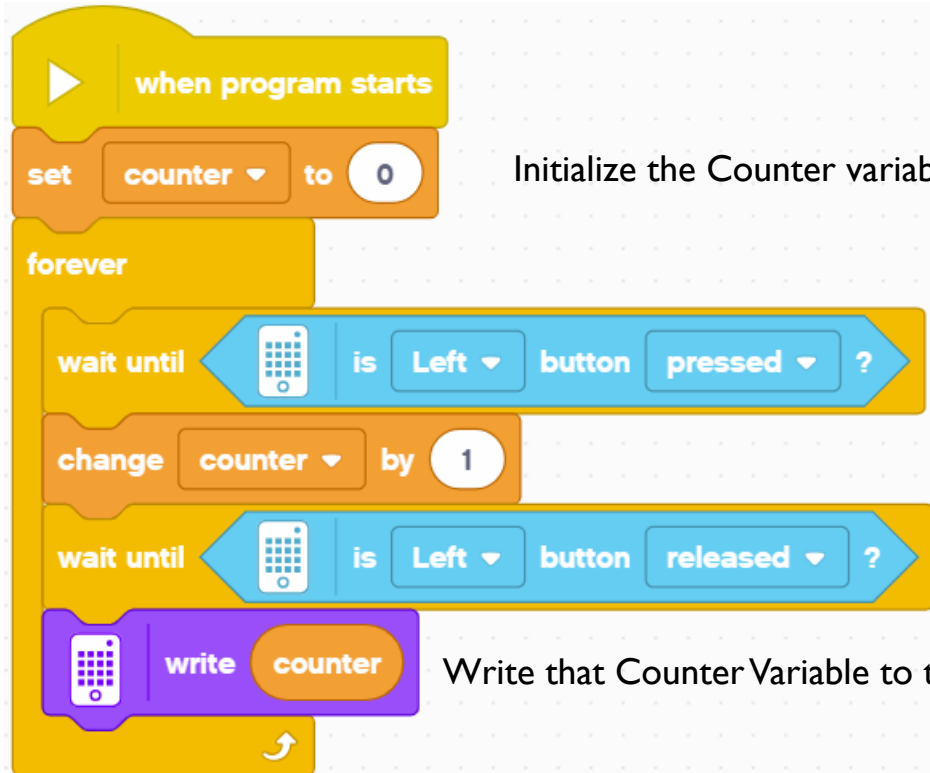 when program starts
set counter to 0
Initialize the Counter
forever
wait until is Left button pressed ?
change counter by 1
wait until is Left button released ?
write counter
Write that Counter Variable to